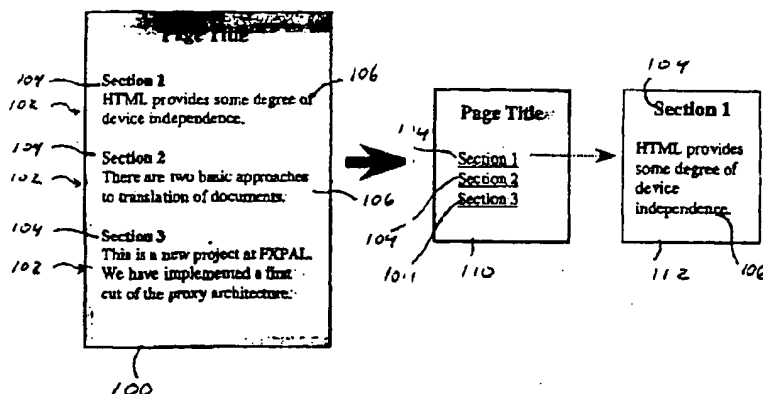 Page Title
104
Section 1
102
HTML provides some degree of
device independence.
106
104
Section 2
102
There are two basic approaches
to translation of documents.
106
104
Section 3
102
This is a new project at FXPAL.
We have implemented a first
cut of the proxy architecture.
100
Page Title
114
Section 1
Section 2
Section 3
104
110
104
Section 1
HTML provides
some degree of
device
independence.
112
106